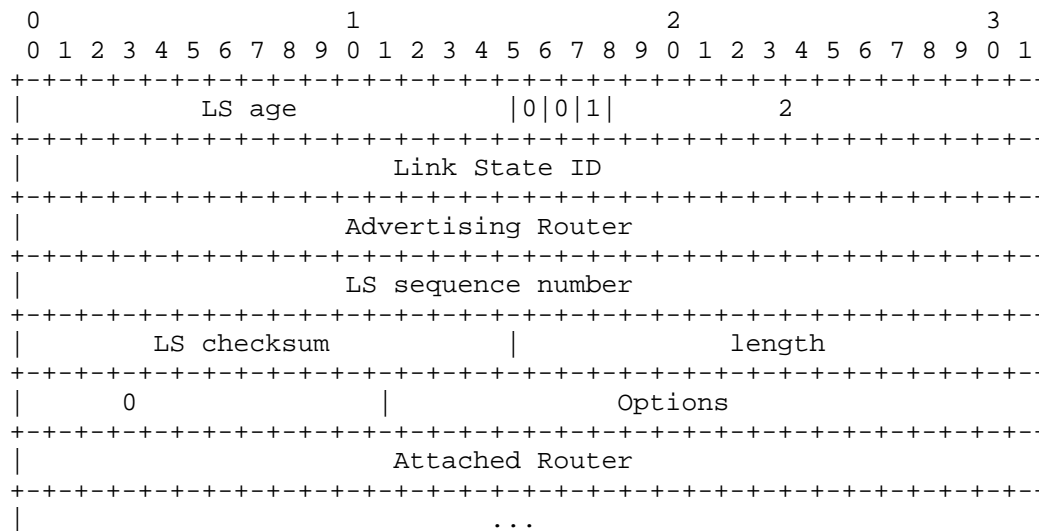 0                   1                   2                   3
0 1 2 3 4 5 6 7 8 9 0 1 2 3 4 5 6 7 8 9 0 1 2 3 4 5 6 7 8 9 0 1
+-+-+-+-+-+-+-+-+-+-+-+-+-+-+-+-+-+-+-+-+-+-+-+-+-+-+-+-+-+-+-+-
| LS age |0|0|1| 2
+-+-+-+-+-+-+-+-+-+-+-+-+-+-+-+-+-+-+-+-+-+-+-+-+-+-+-+-+-+-+-+-
| Link State ID
+-+-+-+-+-+-+-+-+-+-+-+-+-+-+-+-+-+-+-+-+-+-+-+-+-+-+-+-+-+-+-+-
| Advertising Router
+-+-+-+-+-+-+-+-+-+-+-+-+-+-+-+-+-+-+-+-+-+-+-+-+-+-+-+-+-+-+-+-
| LS sequence number
+-+-+-+-+-+-+-+-+-+-+-+-+-+-+-+-+-+-+-+-+-+-+-+-+-+-+-+-+-+-+-+-
| LS checksum | length
+-+-+-+-+-+-+-+-+-+-+-+-+-+-+-+-+-+-+-+-+-+-+-+-+-+-+-+-+-+-+-+-
| 0 | Options
+-+-+-+-+-+-+-+-+-+-+-+-+-+-+-+-+-+-+-+-+-+-+-+-+-+-+-+-+-+-+-+-
| Attached Router
+-+-+-+-+-+-+-+-+-+-+-+-+-+-+-+-+-+-+-+-+-+-+-+-+-+-+-+-+-+-+-+-
| ...